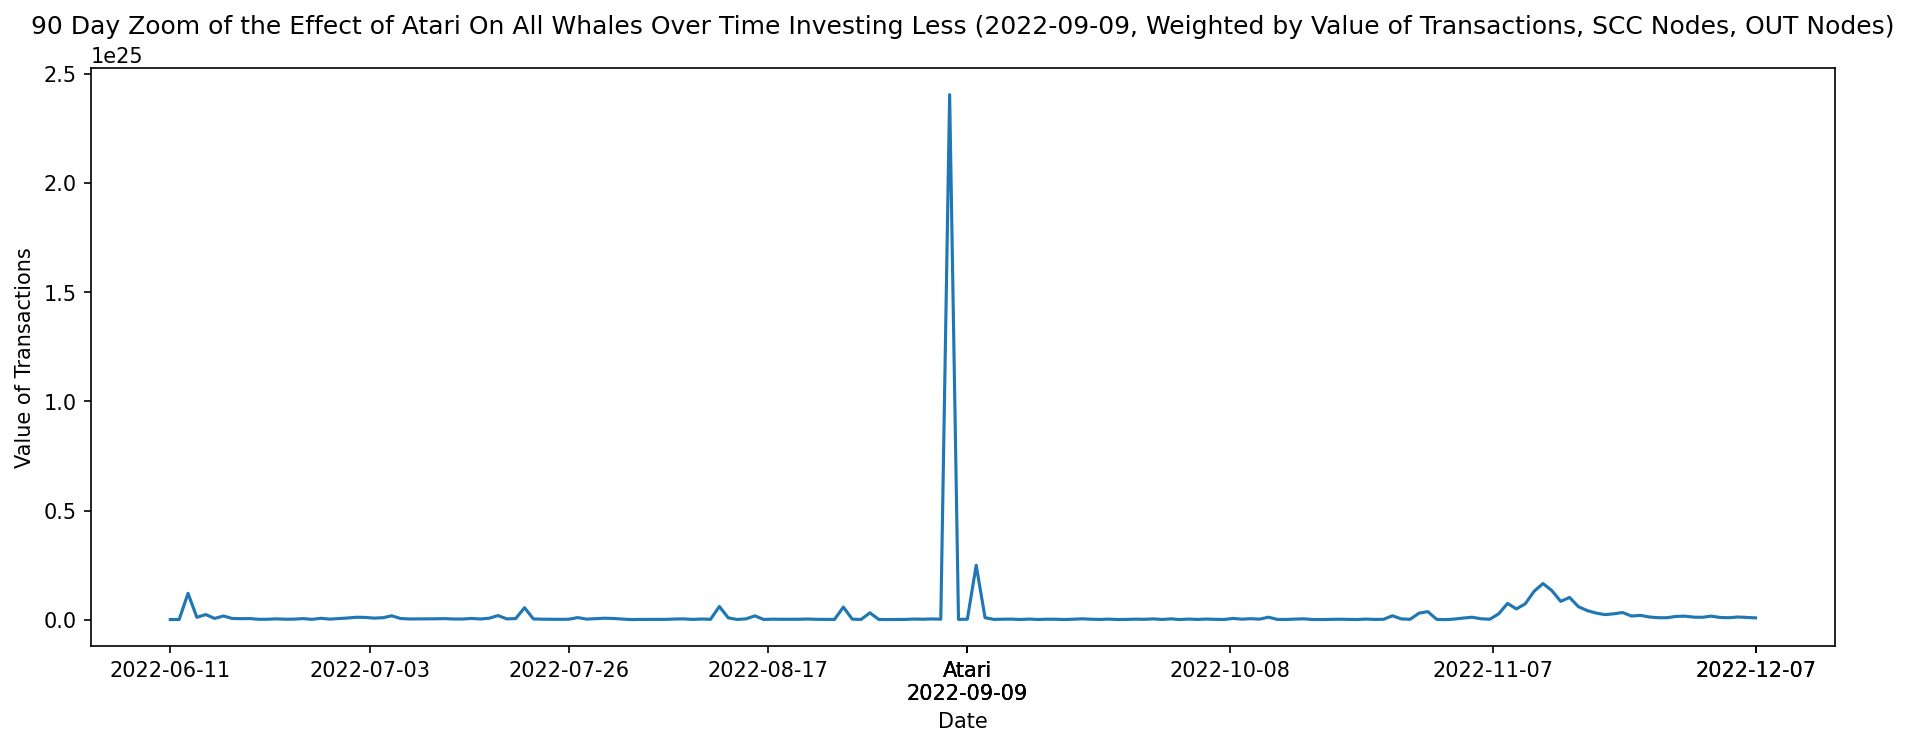 90 Day Zoom of the Effect of Atari On All Whales Over Time Investing Less (2022-09-09, Weighted by Value of Transactions, SCC Nodes, OUT Nodes)
1e25
2.5
2.0
1.5
1.0
0.5
0.0
Value of Transactions
2022-06-11
2022-07-03
2022-07-26
2022-08-17
Atari
2022-09-09
2022-10-08
2022-11-07
2022-12-07
Date